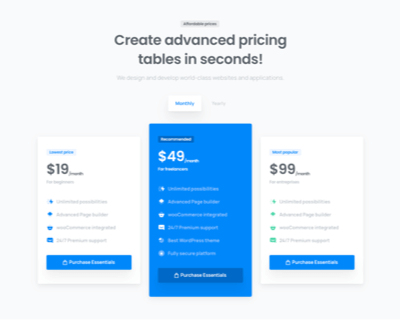 Affordable prices
Create advanced pricing
tables in seconds!
We design and develop world-class websites and applications.
Monthly
Yearly
Lowest price
$19/month
For beginners
Unlimited possibilities
Advanced Page builder
wooCommerce integrated
24/7 Premium support
Purchase Essentials
Recommended
$49/month
For freelancers
Unlimited possibilities
Advanced Page builder
wooCommerce integrated
24/7 Premium support
Best WordPress theme
Fully secure platform
Purchase Essentials
Most popular
$99/month
For enterprises
Unlimited possibilities
Advanced Page builder
wooCommerce integrated
24/7 Premium support
Purchase Essentials